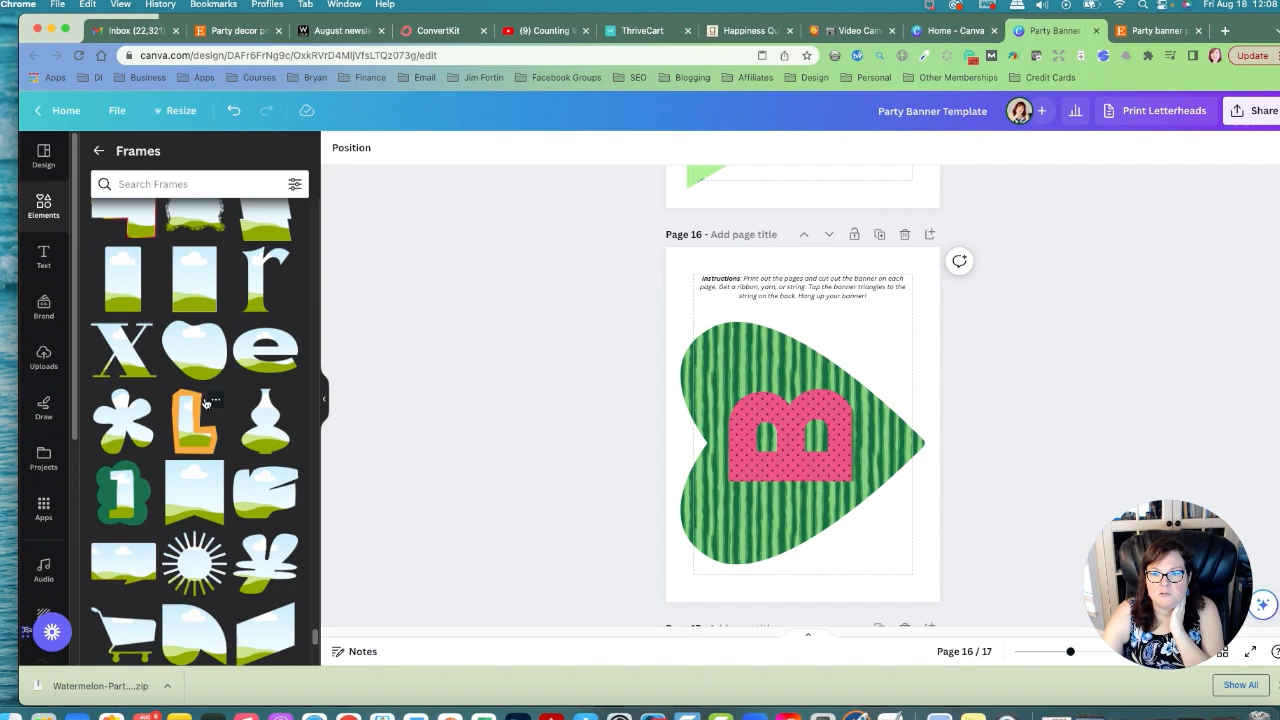 Chrome File Edit View History Bookmarks Profiles Tab Window Help Fri Aug 18 12:08
Inbox (22,321) Party decor pr August newsle ConvertKit (9) Counting V ThriveCart Happiness Qu Video Cam Home - Canva Party Banner Party banner p
canva.com/design/DAFr6FrNg9c/OxkRVrD4MIjVfsLTQz073g/edit Update
Apps DI Business Apps Courses Bryan Finance Email Jen Fortin Facebook Groups SEO Blogging Affiliates Design Personal Other Memberships Credit Cards
Home File Resize Party Banner Template Print Letterheads Share
Design
Elements
Text
Brand
Uploads
Draw
Projects
Apps
Audio
Frames
Search Frames
Position
Page 16 - Add page title
Instructions: Print out the pages and cut out the banner on each
page. Get a ribbon, yarn, or string. Tap the banner triangles to the
string on the back. Hang up your banner!
B
Notes Page 16 / 17
Watermelon-Part....zip Show All